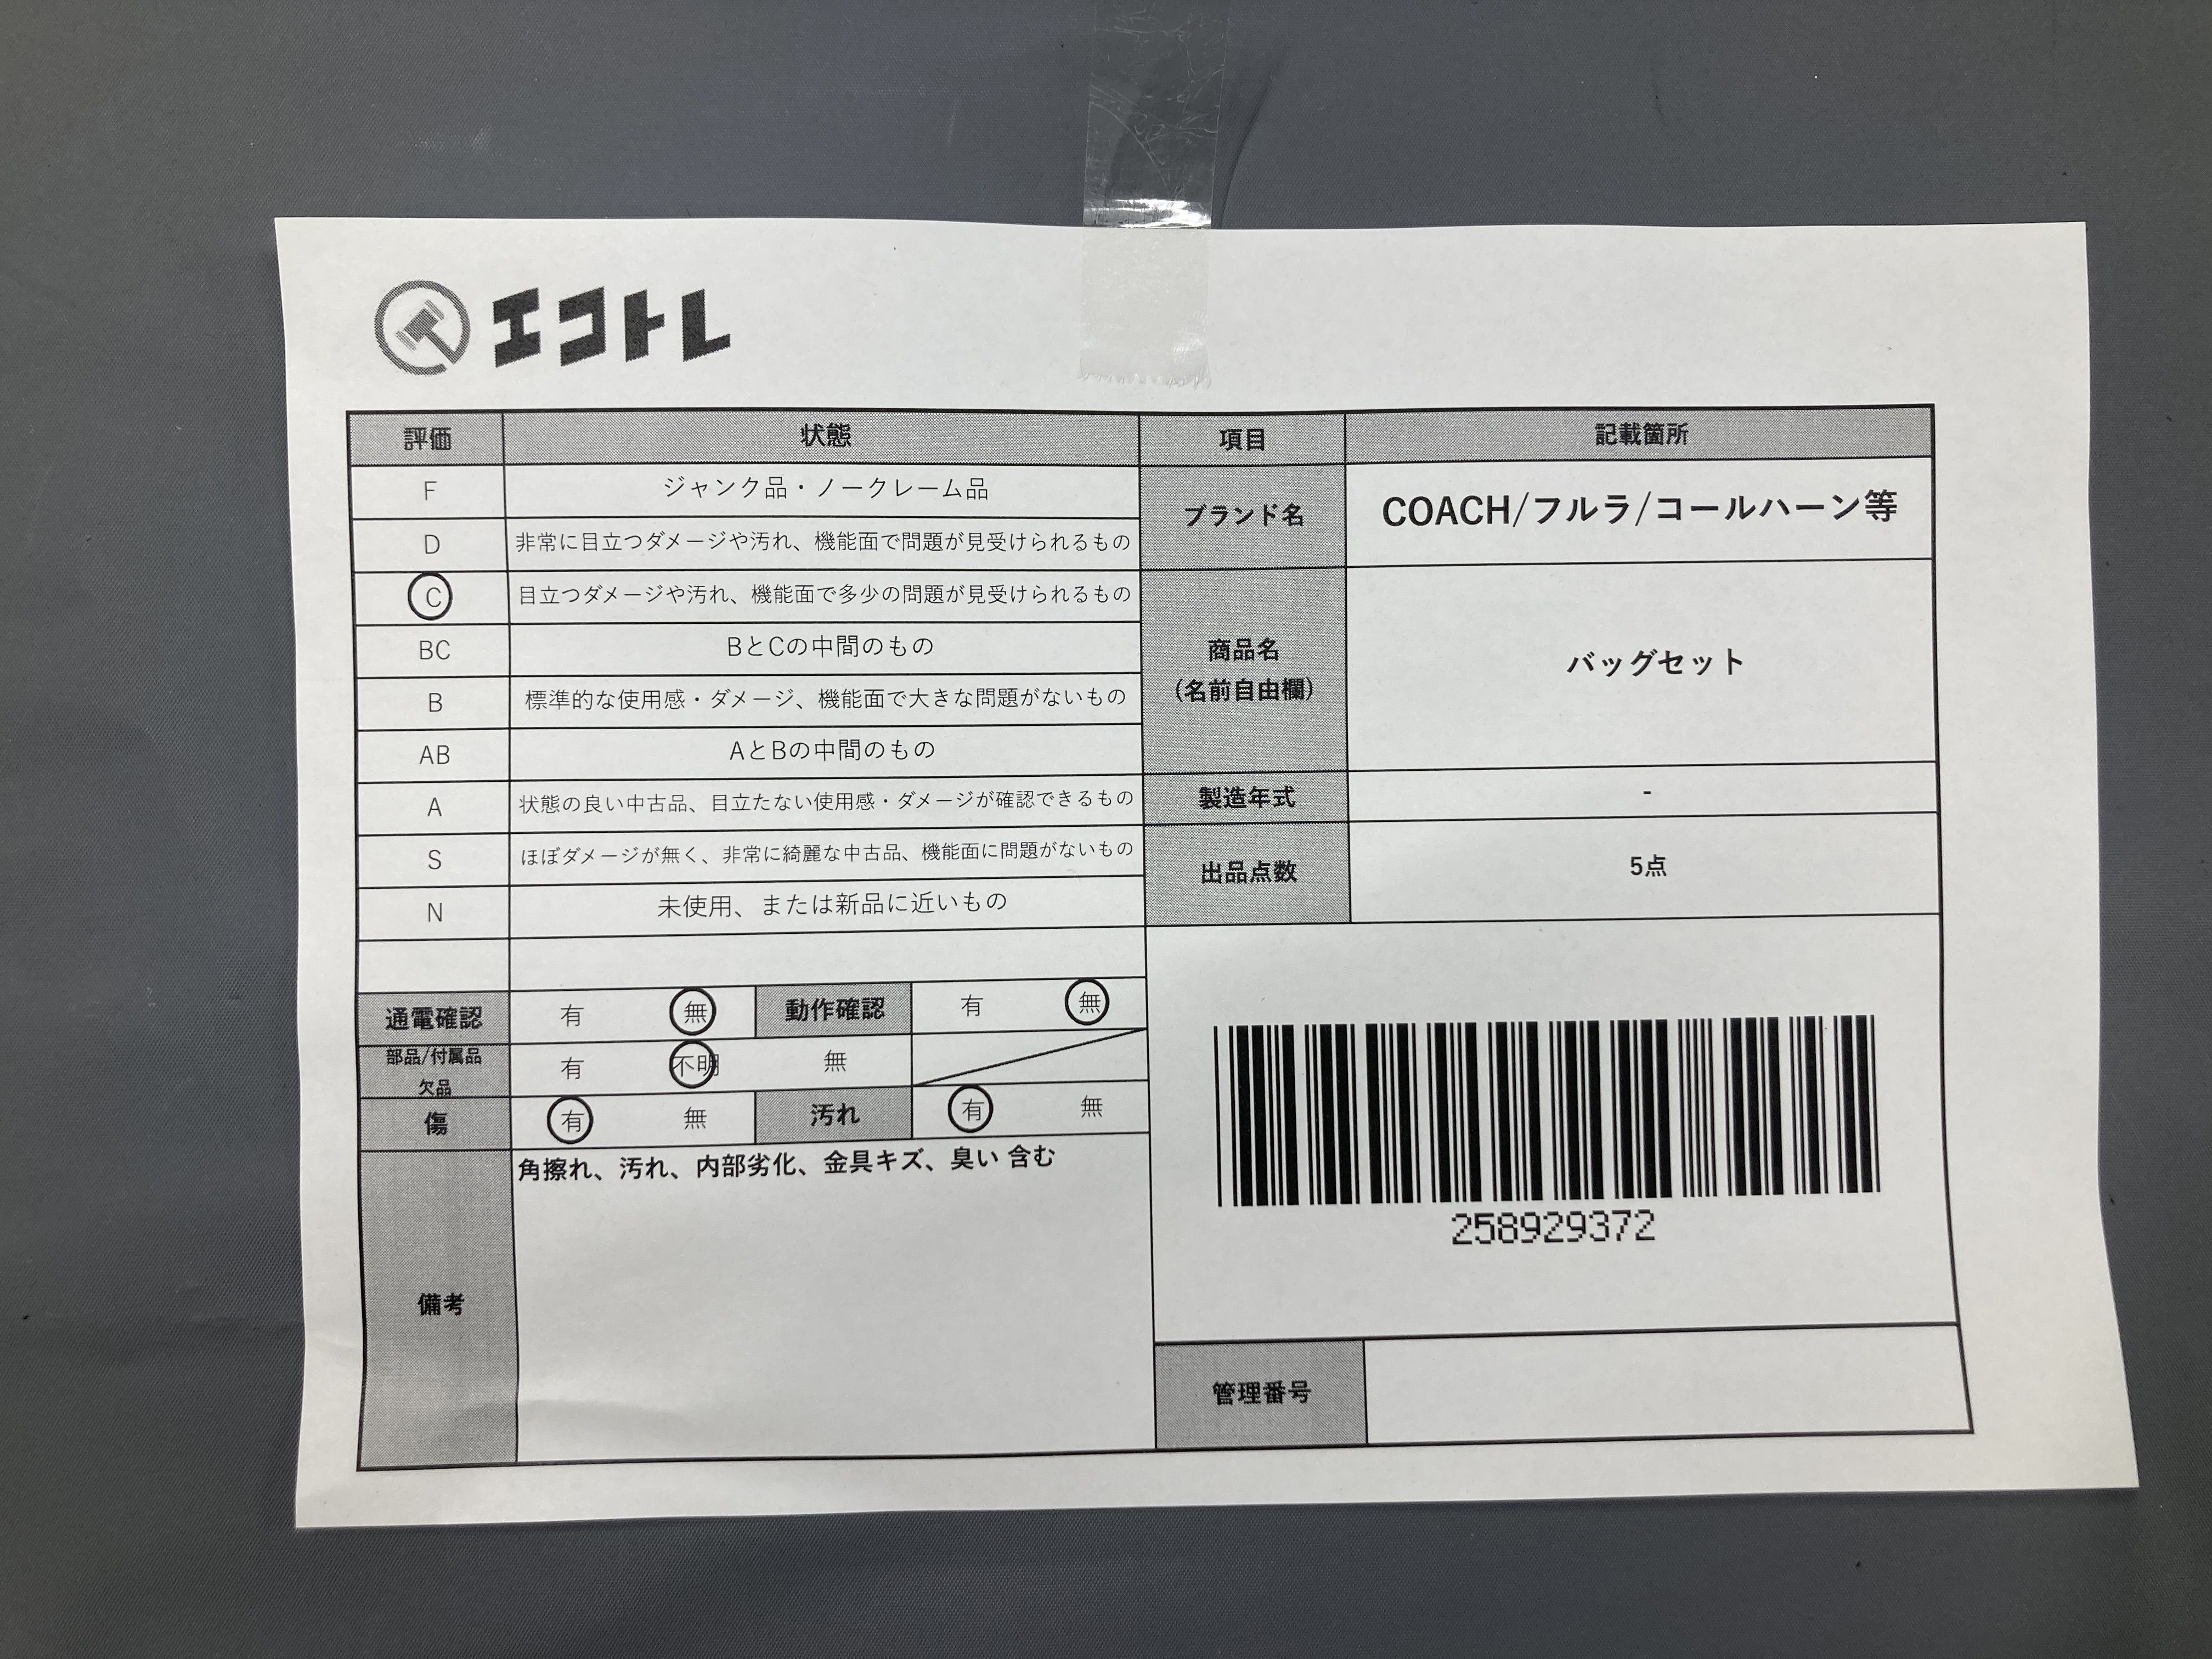 エコトレ
評価 状態 項目 記載箇所
F ジャンク品・ノークレーム品
D 非常に目立つダメージや汚れ、機能面で問題が見受けられるもの
ブランド名 COACH/フルラ/コールハーン等
C 目立つダメージや汚れ、機能面で多少の問題が見受けられるもの
BC BとCの中間のもの
B 標準的な使用感・ダメージ、機能面で大きな問題がないもの
商品名
(名前自由欄)
バッグセット
AB AとBの中間のもの
A 状態の良い中古品、目立たない使用感・ダメージが確認できるもの
製造年式 -
S ほぼダメージが無く、非常に綺麗な中古品、機能面に問題がないもの
出品点数 5点
N 未使用、または新品に近いもの
通電確認 有 無 動作確認 有 無
部品/付属品
欠品
有 不明 無
傷 有 無 汚れ 有 無
備考
角擦れ、汚れ、内部劣化、金具キズ、臭い 含む
258929372
管理番号